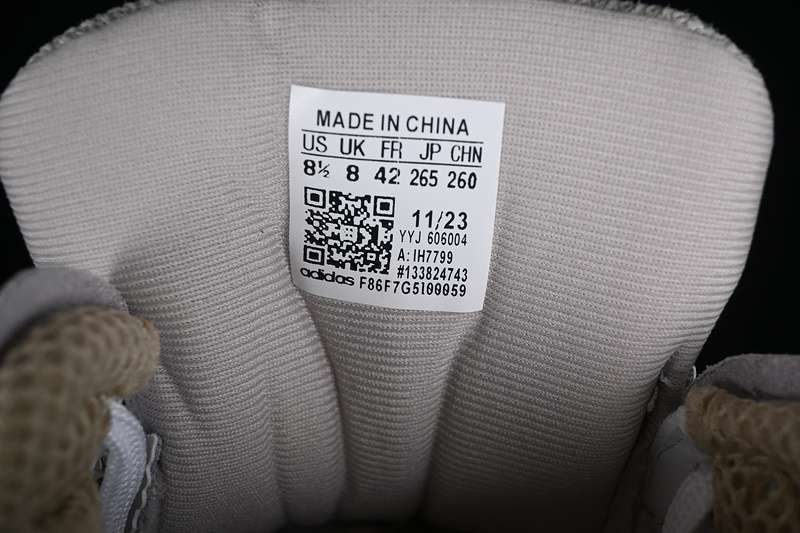 MADE IN CHINA
US UK FR JP CHN
8½ 8 42 265 260
11/23
YYJ 606004
A: IH7799
#133824743
adidas F86F7G5I00059